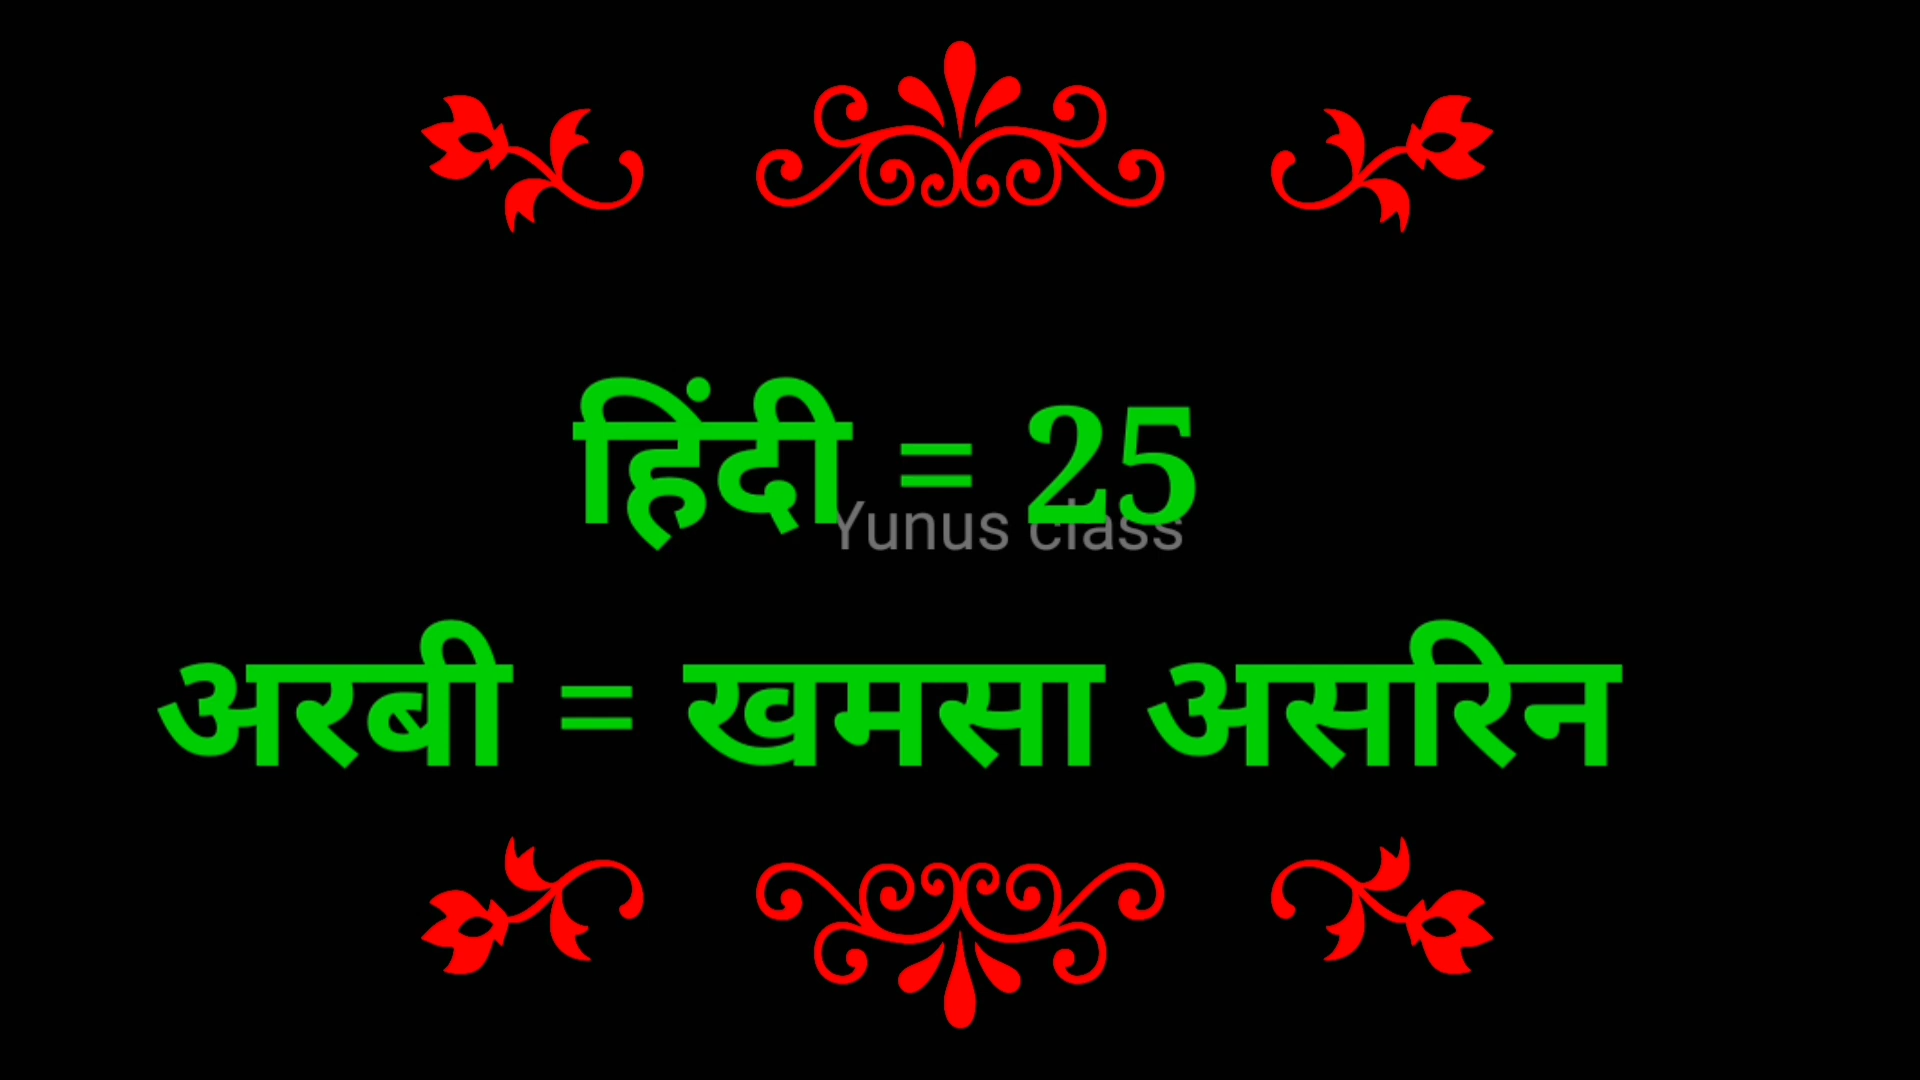 हिंदी = 25
Yunus class
अरबी = खमसा असरिन